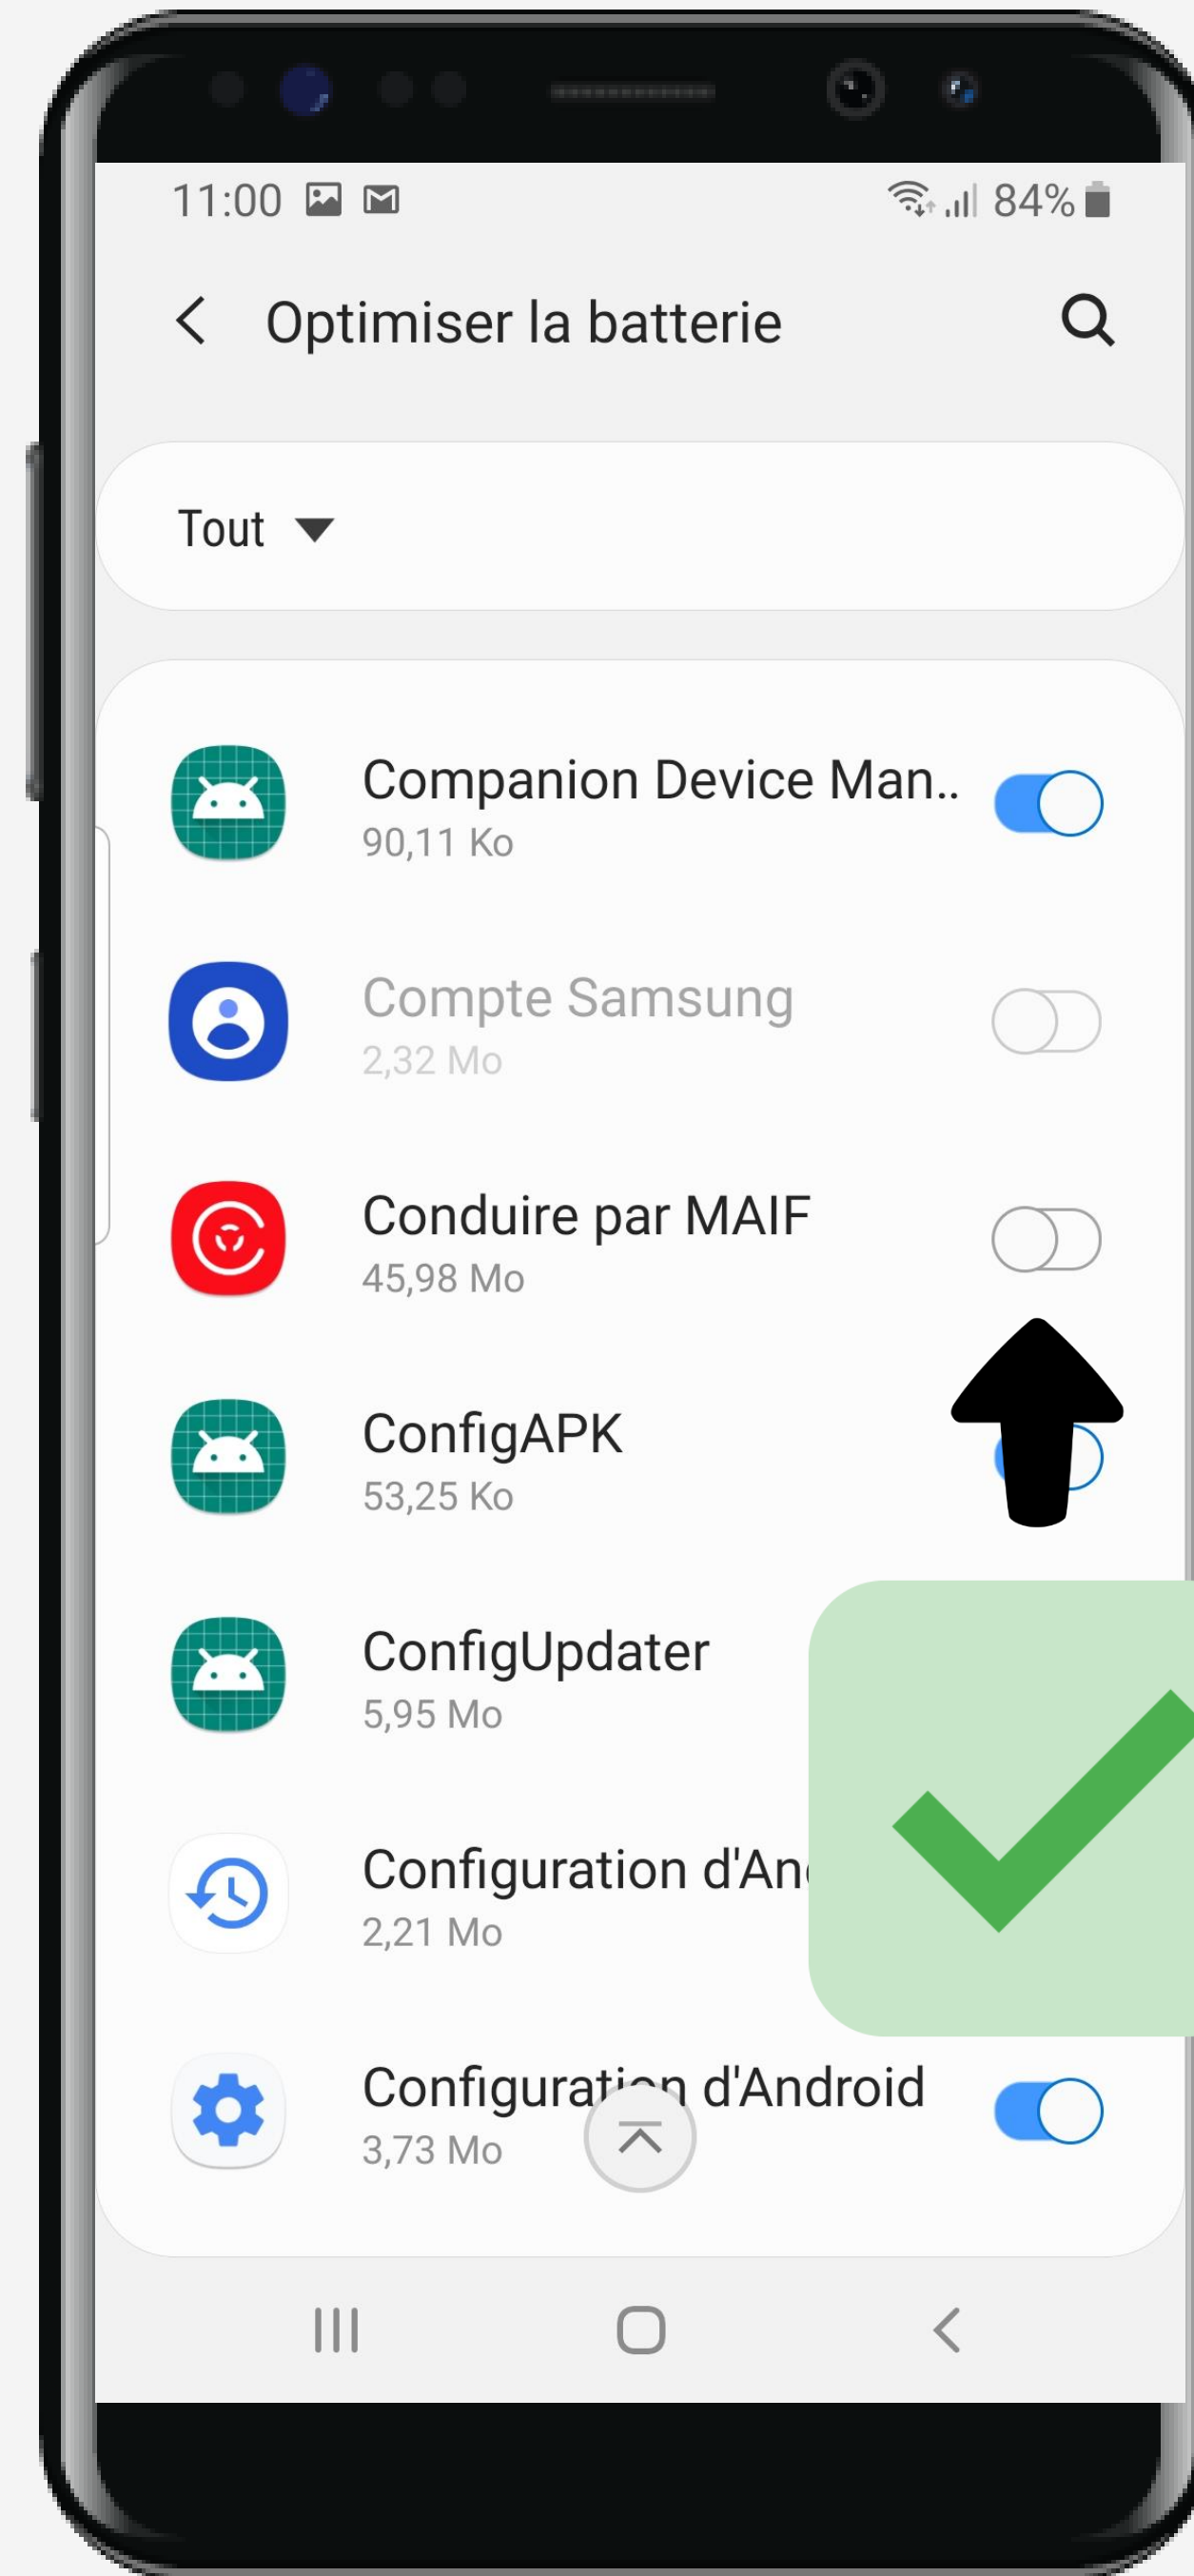 11:00 84%
Optimiser la batterie
Tout
Companion Device Man..
90,11 Ko
Compte Samsung
2,32 Mo
Conduire par MAIF
45,98 Mo
ConfigAPK
53,25 Ko
ConfigUpdater
5,95 Mo
Configuration d'An
2,21 Mo
Configuration d'Android
3,73 Mo